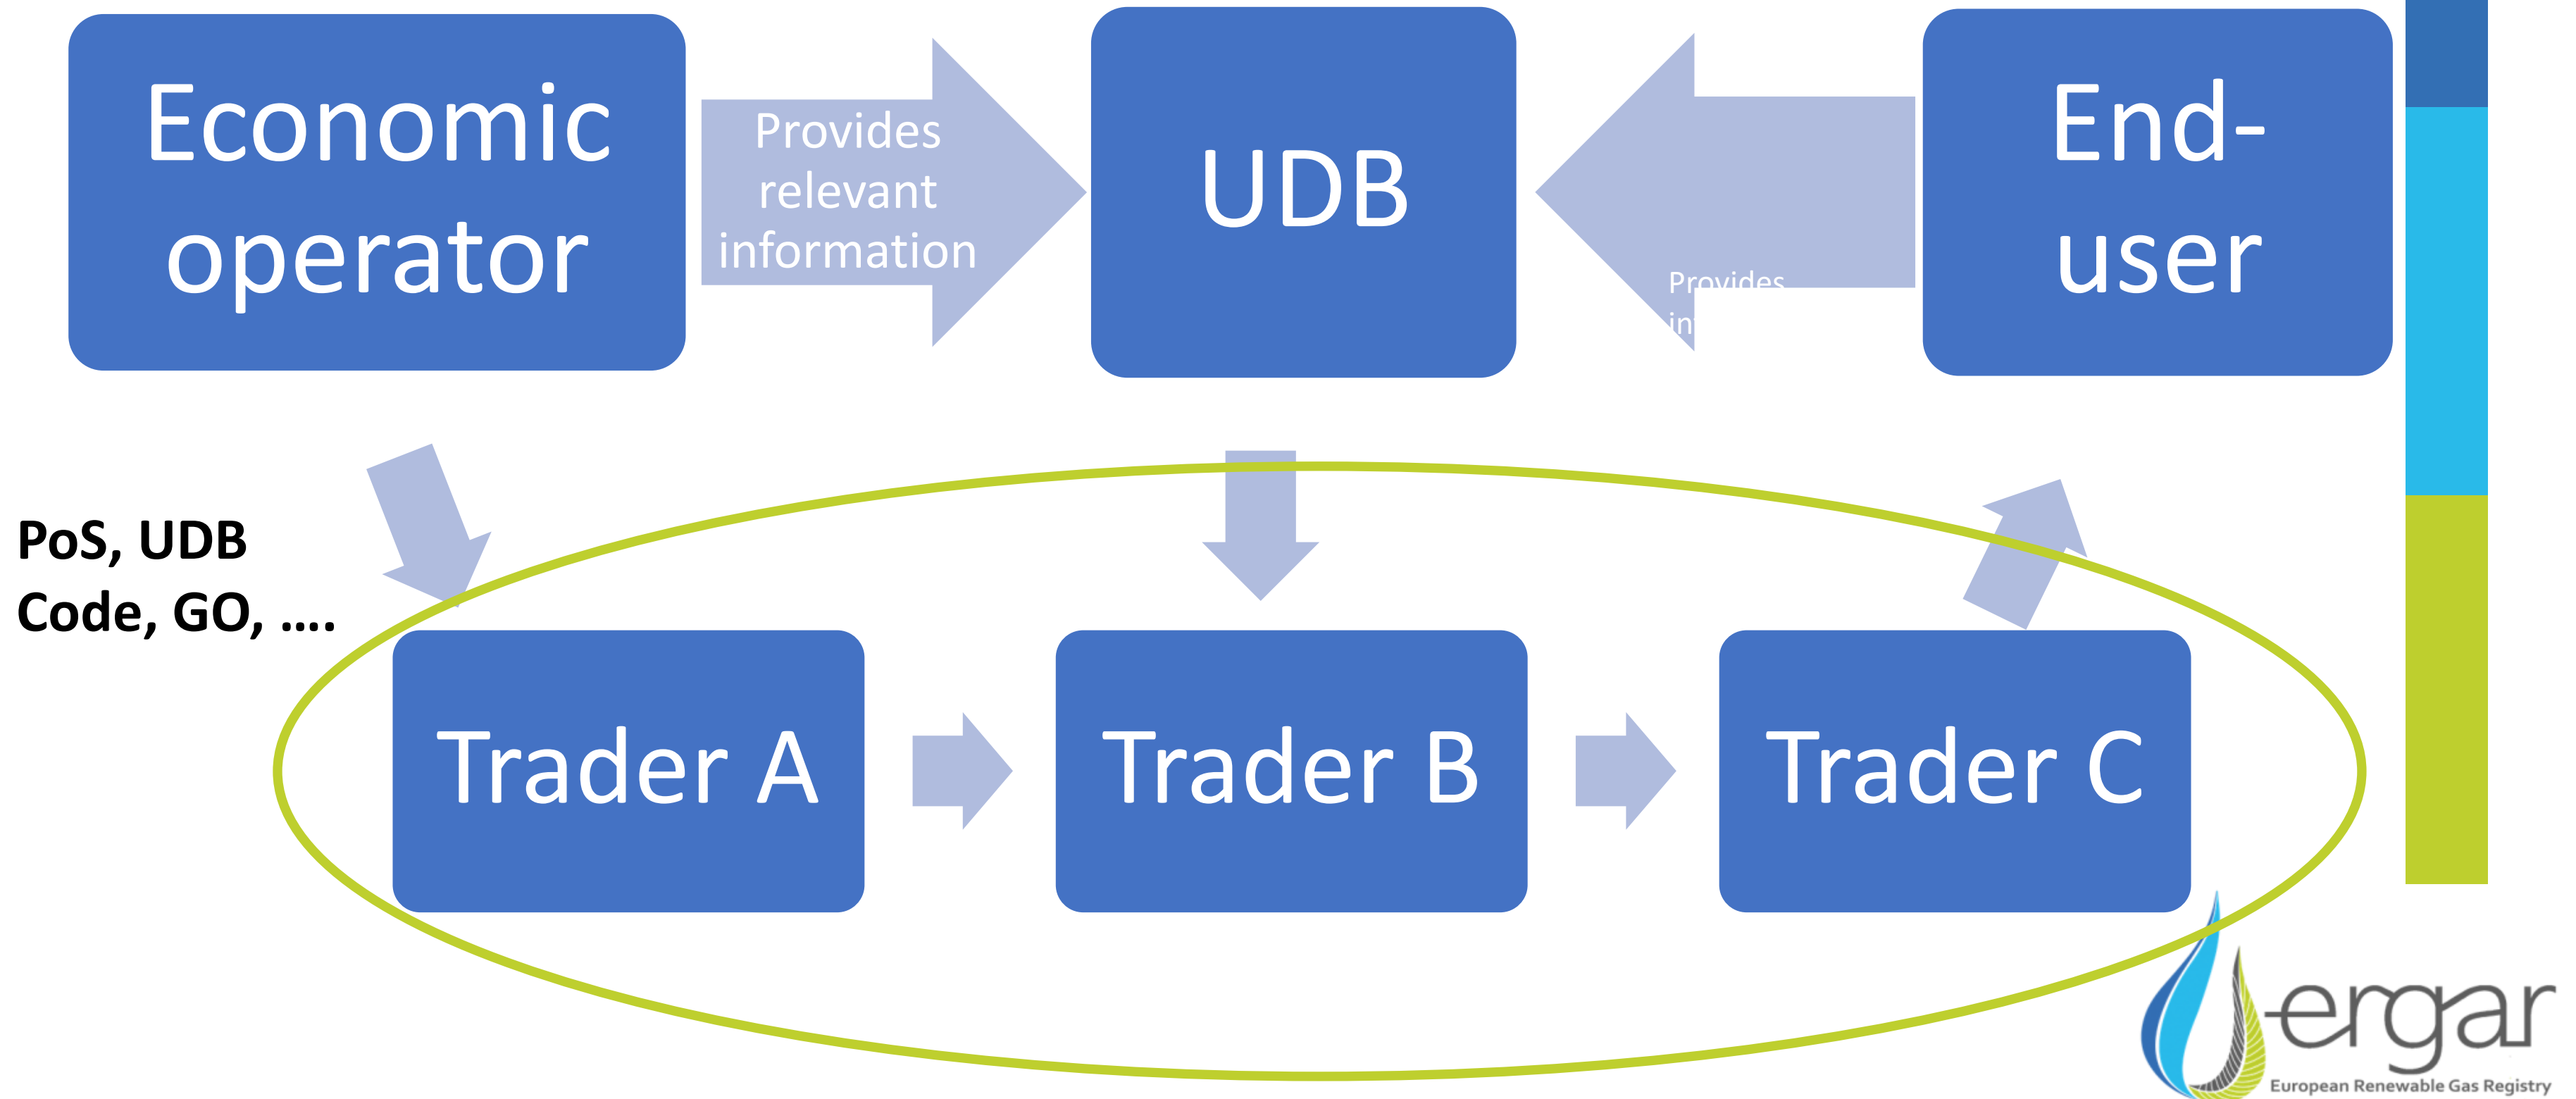 Economic
operator
Provides
relevant
information
UDB
Provides
End-
user
PoS, UDB
Code, GO, ....
Trader A
Trader B
Trader C
ergar
European Renewable Gas Registry